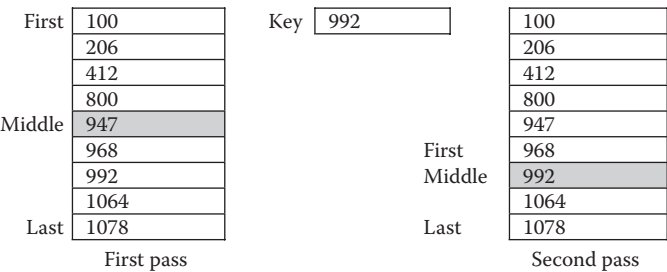 First 100 Key 992 100
206 206
412 412
800 800
Middle 947 947
968 First 968
992 Middle 992
1064 1064
Last 1078 Last 1078
First pass Second pass